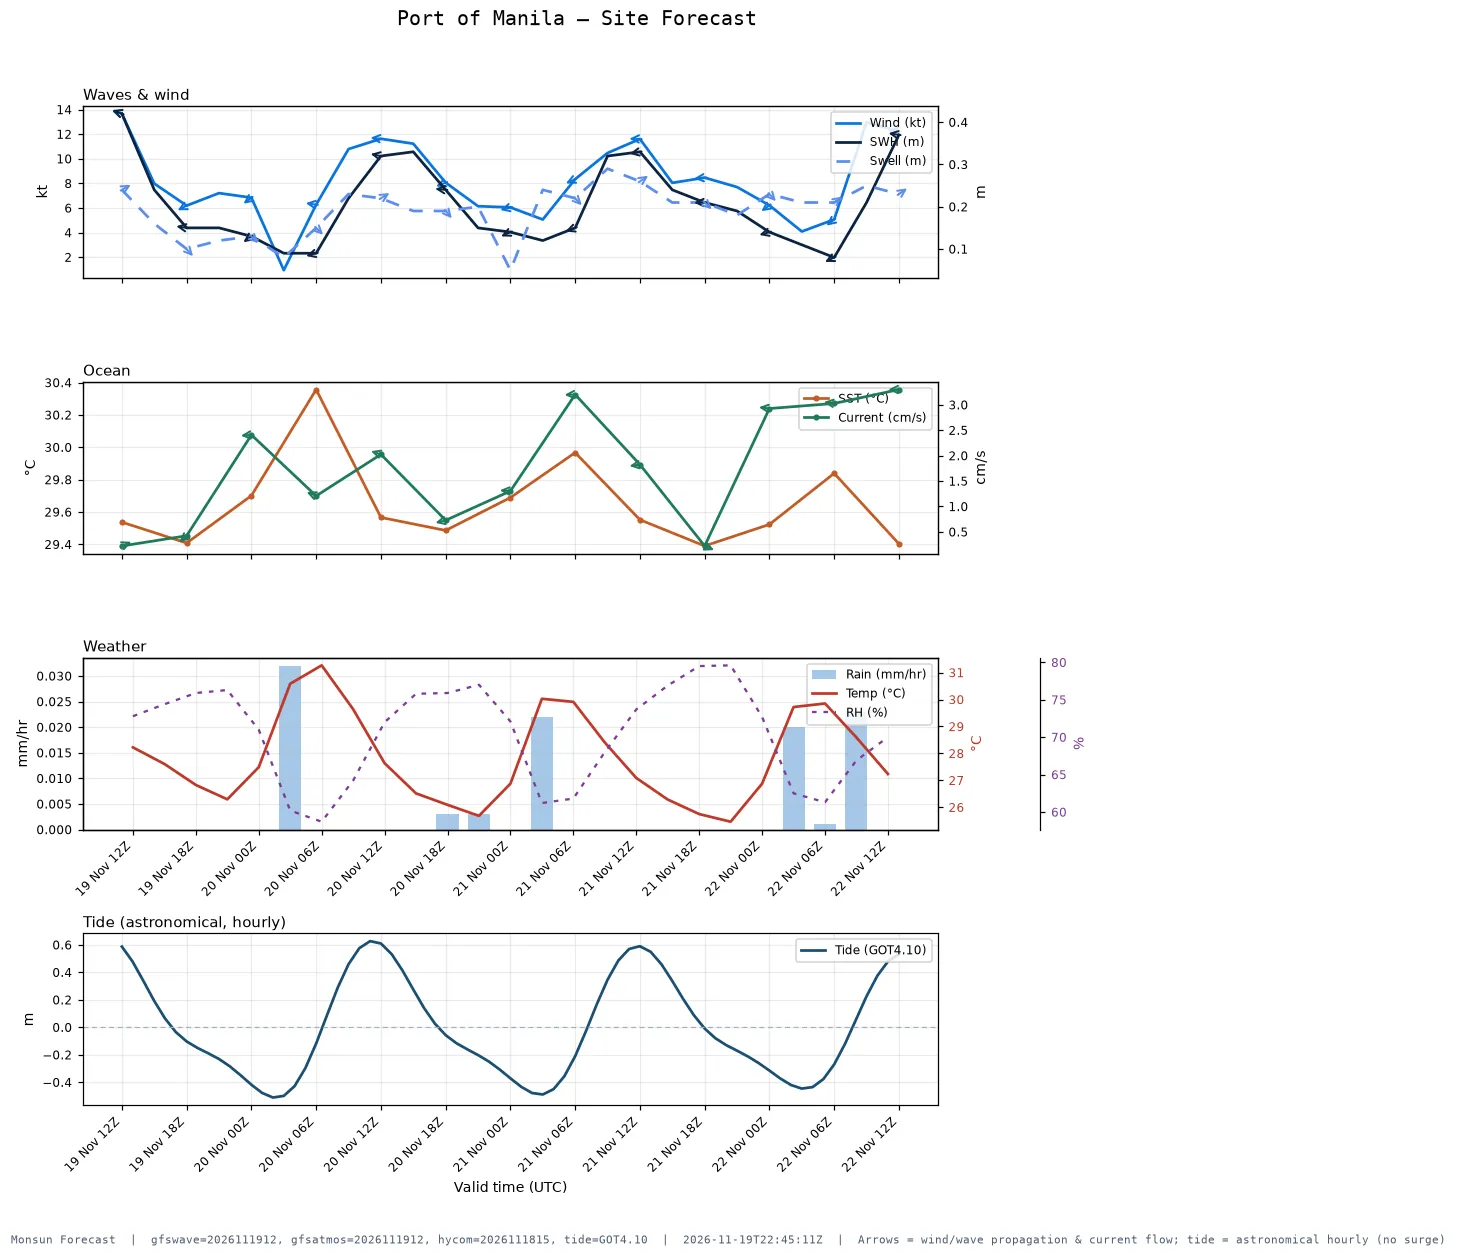 Port of Manila — Site Forecast
Waves & wind
14
12
10
8
6
4
2
kt
0.4
0.3
0.2
0.1
m
Wind (kt)
SWH (m)
Swell (m)
Ocean
30.4
30.2
30.0
29.8
29.6
29.4
°C
3.0
2.5
2.0
1.5
1.0
0.5
cm/s
SST (°C)
Current (cm/s)
Weather
0.030
0.025
0.020
0.015
0.010
0.005
0.000
mm/hr
31
30
29
28
27
26
°C
80
75
70
65
60
%
Rain (mm/hr)
Temp (°C)
RH (%)
19 Nov 12Z
19 Nov 18Z
20 Nov 00Z
20 Nov 06Z
20 Nov 12Z
20 Nov 18Z
21 Nov 00Z
21 Nov 06Z
21 Nov 12Z
21 Nov 18Z
22 Nov 00Z
22 Nov 06Z
22 Nov 12Z
Tide (astronomical, hourly)
0.6
0.4
0.2
0.0
−0.2
−0.4
m
Tide (GOT4.10)
19 Nov 12Z
19 Nov 18Z
20 Nov 00Z
20 Nov 06Z
20 Nov 12Z
20 Nov 18Z
21 Nov 00Z
21 Nov 06Z
21 Nov 12Z
21 Nov 18Z
22 Nov 00Z
22 Nov 06Z
22 Nov 12Z
Valid time (UTC)
Monsun Forecast | gfswave=2026111912, gfsatmos=2026111912, hycom=2026111815, tide=GOT4.10 | 2026-11-19T22:45:11Z | Arrows = wind/wave propagation & current flow; tide = astronomical hourly (no surge)